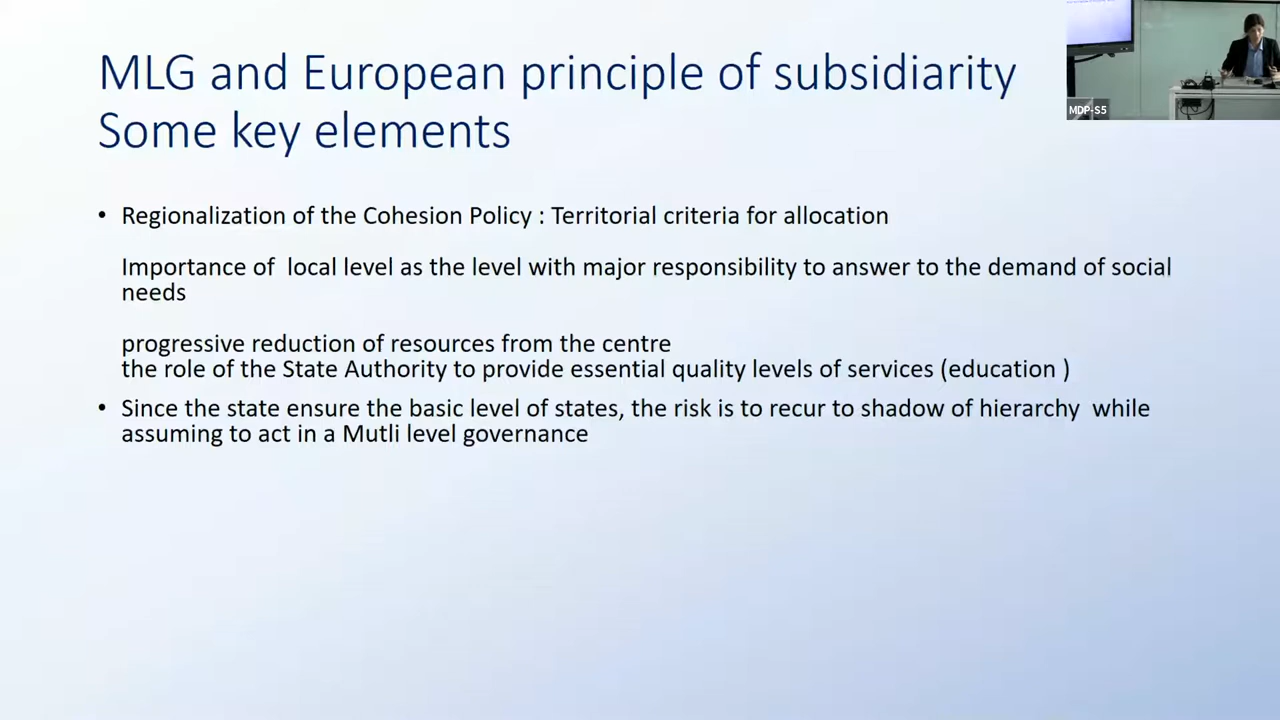 MLG and European principle of subsidiarity
Some key elements
MDP-S5
• Regionalization of the Cohesion Policy : Territorial criteria for allocation
Importance of  local level as the level with major responsibility to answer to the demand of social
needs
progressive reduction of resources from the centre
the role of the State Authority to provide essential quality levels of services (education )
• Since the state ensure the basic level of states, the risk is to recur to shadow of hierarchy  while
assuming to act in a Mutli level governance